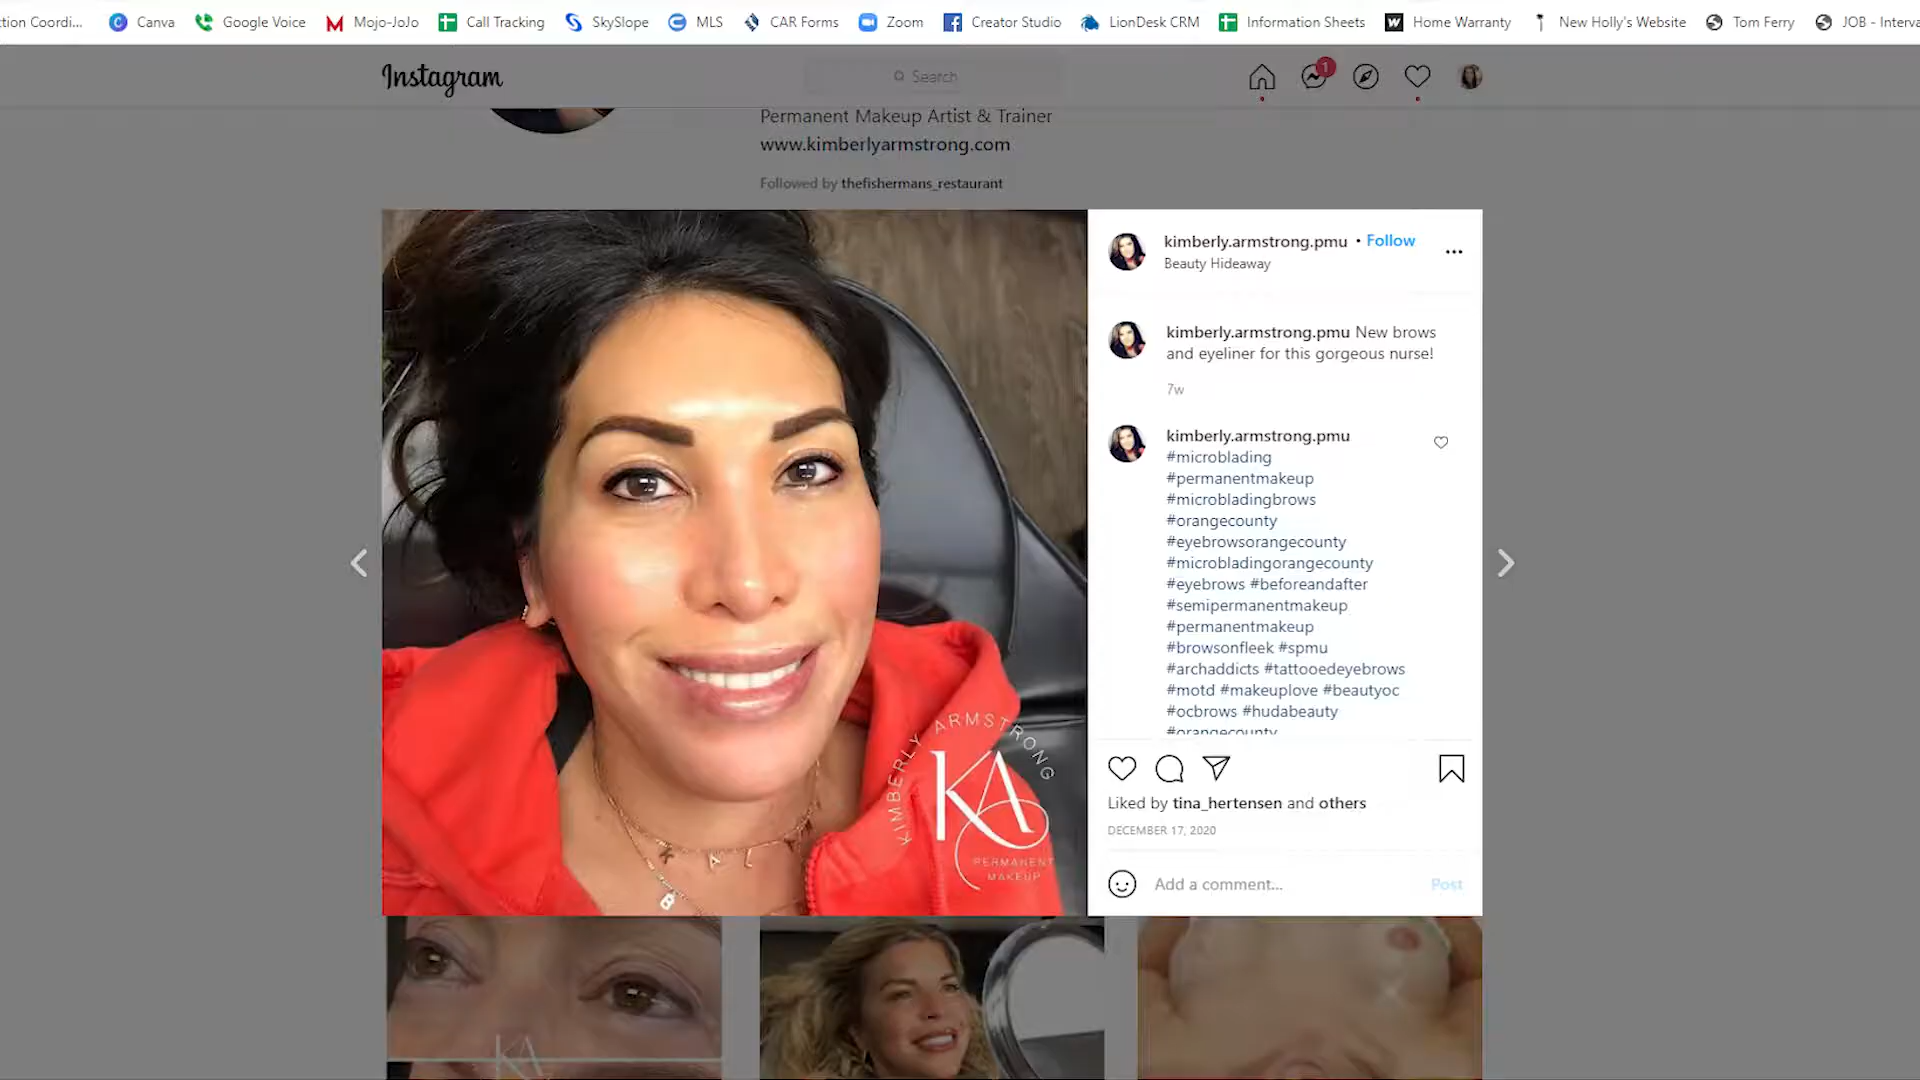 ction Coordi... Canva Google Voice Mojo-JoJo Call Tracking SkySlope MLS CAR Forms Zoom Creator Studio LionDesk CRM Information Sheets Home Warranty New Holly's Website Tom Ferry JOB - Interva
Instagram Search 1
Permanent Makeup Artist & Trainer
www.kimberlyarmstrong.com
Followed by thefishermans_restaurant
kimberly.armstrong.pmu • Follow
Beauty Hideaway
kimberly.armstrong.pmu New brows
and eyeliner for this gorgeous nurse!
7w
kimberly.armstrong.pmu
#microblading
#permanentmakeup
#microbladingbrows
#orangecounty
#eyebrowsorangecounty
#microbladingorangecounty
#eyebrows #beforeandafter
#semipermanentmakeup
#permanentmakeup
#browsonfleek #spmu
#archaddicts #tattooedeyebrows
#motd #makeuplove #beautyoc
#ocbrows #hudabeauty
#orangecounty
Liked by tina_hertensen and others
DECEMBER 17, 2020
Add a comment... Post
KIMBERLY ARMSTRONG
KA
PERMANENT
MAKEUP
K A L
B
KA